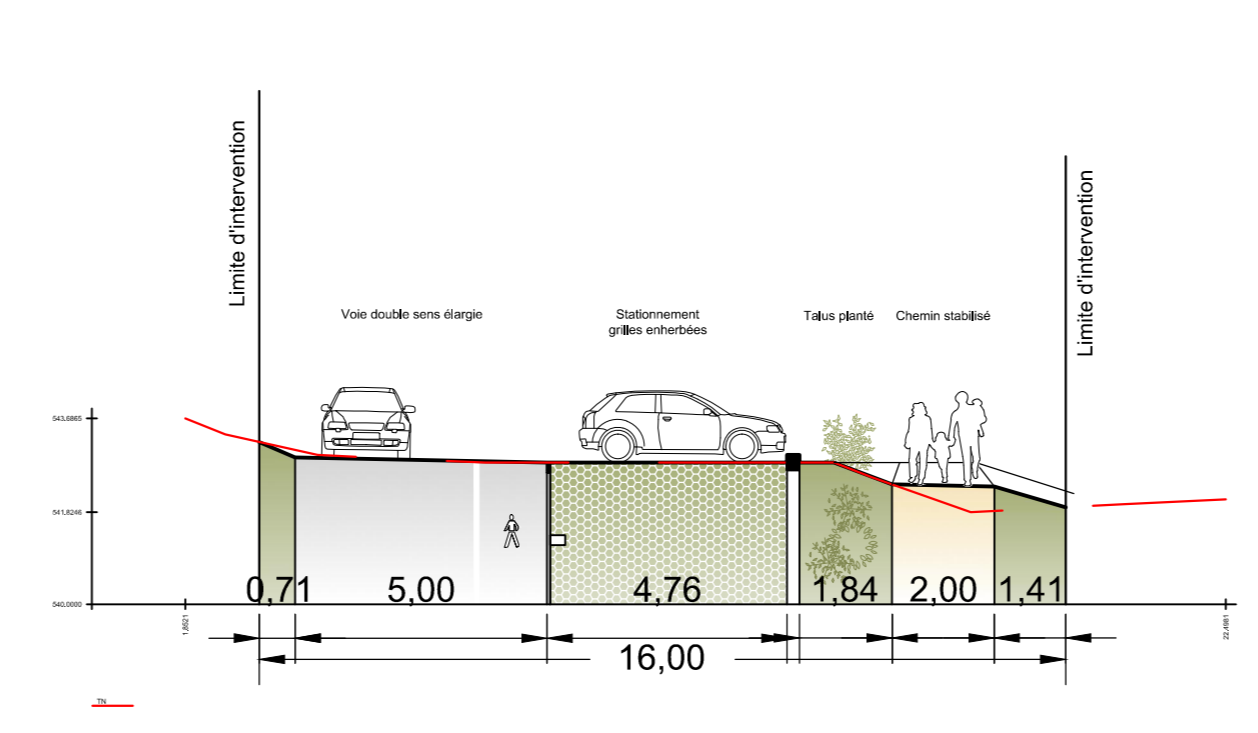 Limite d'intervention
Limite d'intervention
Voie double sens élargie
Stationnement
grilles enherbées
Talus planté
Chemin stabilisé
543,6865
541,8246
540,0000
0,71
5,00
4,76
1,84
2,00
1,41
1,8521
22,4981
16,00
TN